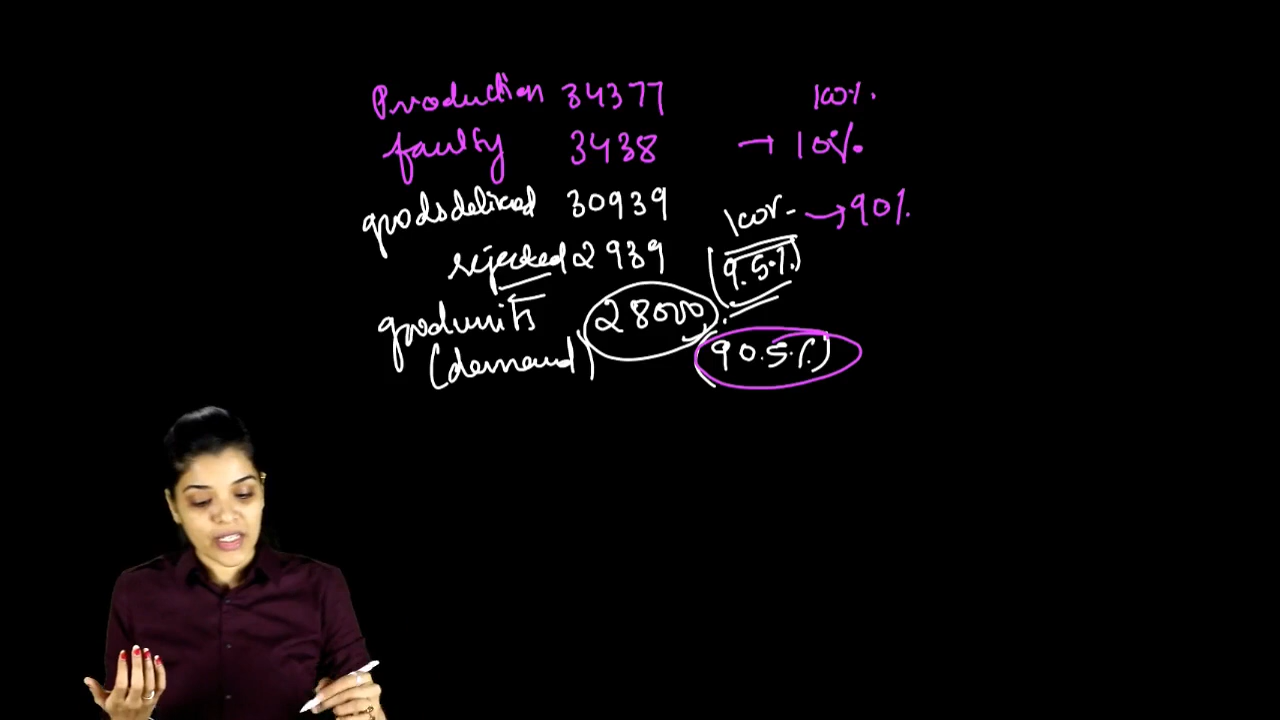 Production 34377 100%.
faulty 3438 → 10%
goods delived 30939 100%. → 90%.
rejected 2939 (9.5%)
good units 28000
(demand) 90.5%)